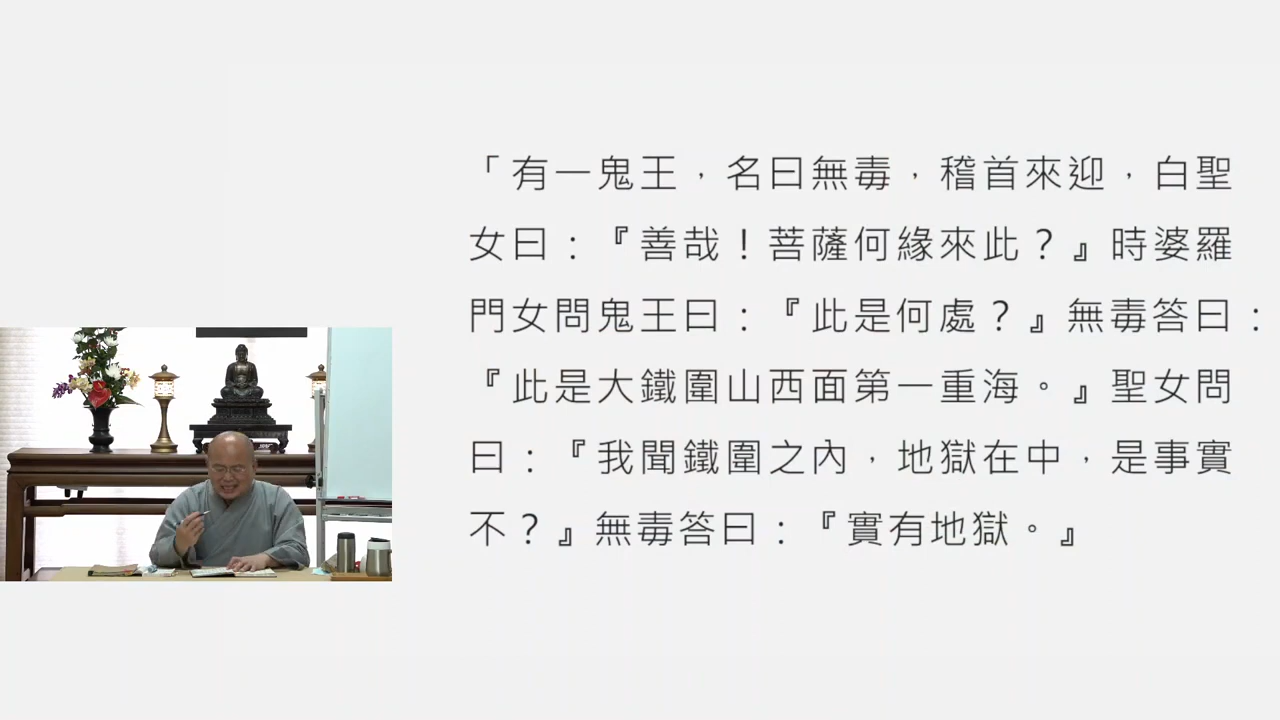 「有一鬼王，名曰無毒，稽首來迎，白聖
女曰：『善哉！菩薩何緣來此？』時婆羅
門女問鬼王曰：『此是何處？』無毒答曰：
『此是大鐵圍山西面第一重海。』聖女問
曰：『我聞鐵圍之內，地獄在中，是事實
不？』無毒答曰：『實有地獄。』